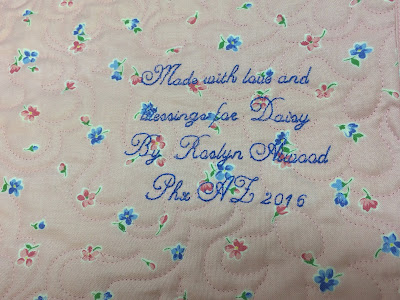 Made with love and
blessings for Daisy
By Roslyn Atwood
Phx AZ 2016